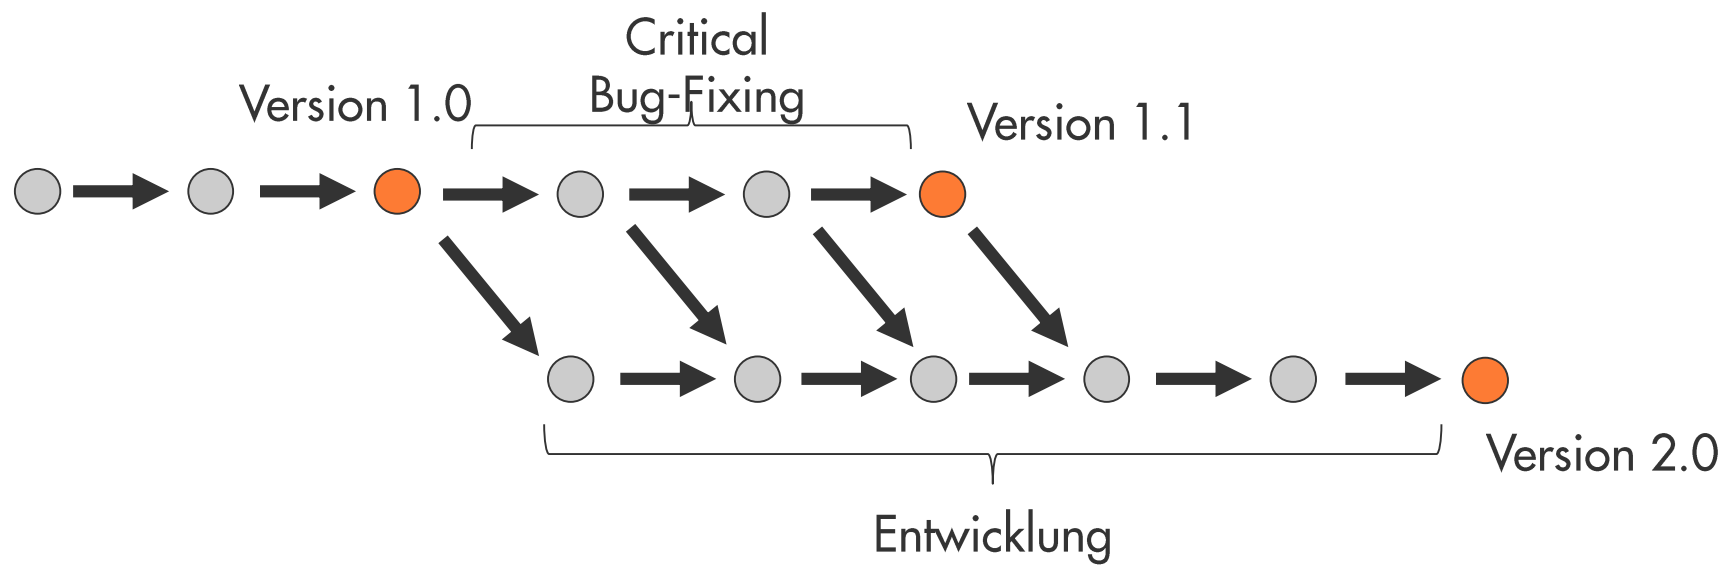 Critical
Bug-Fixing
Version 1.0
Version 1.1
Version 2.0
Entwicklung